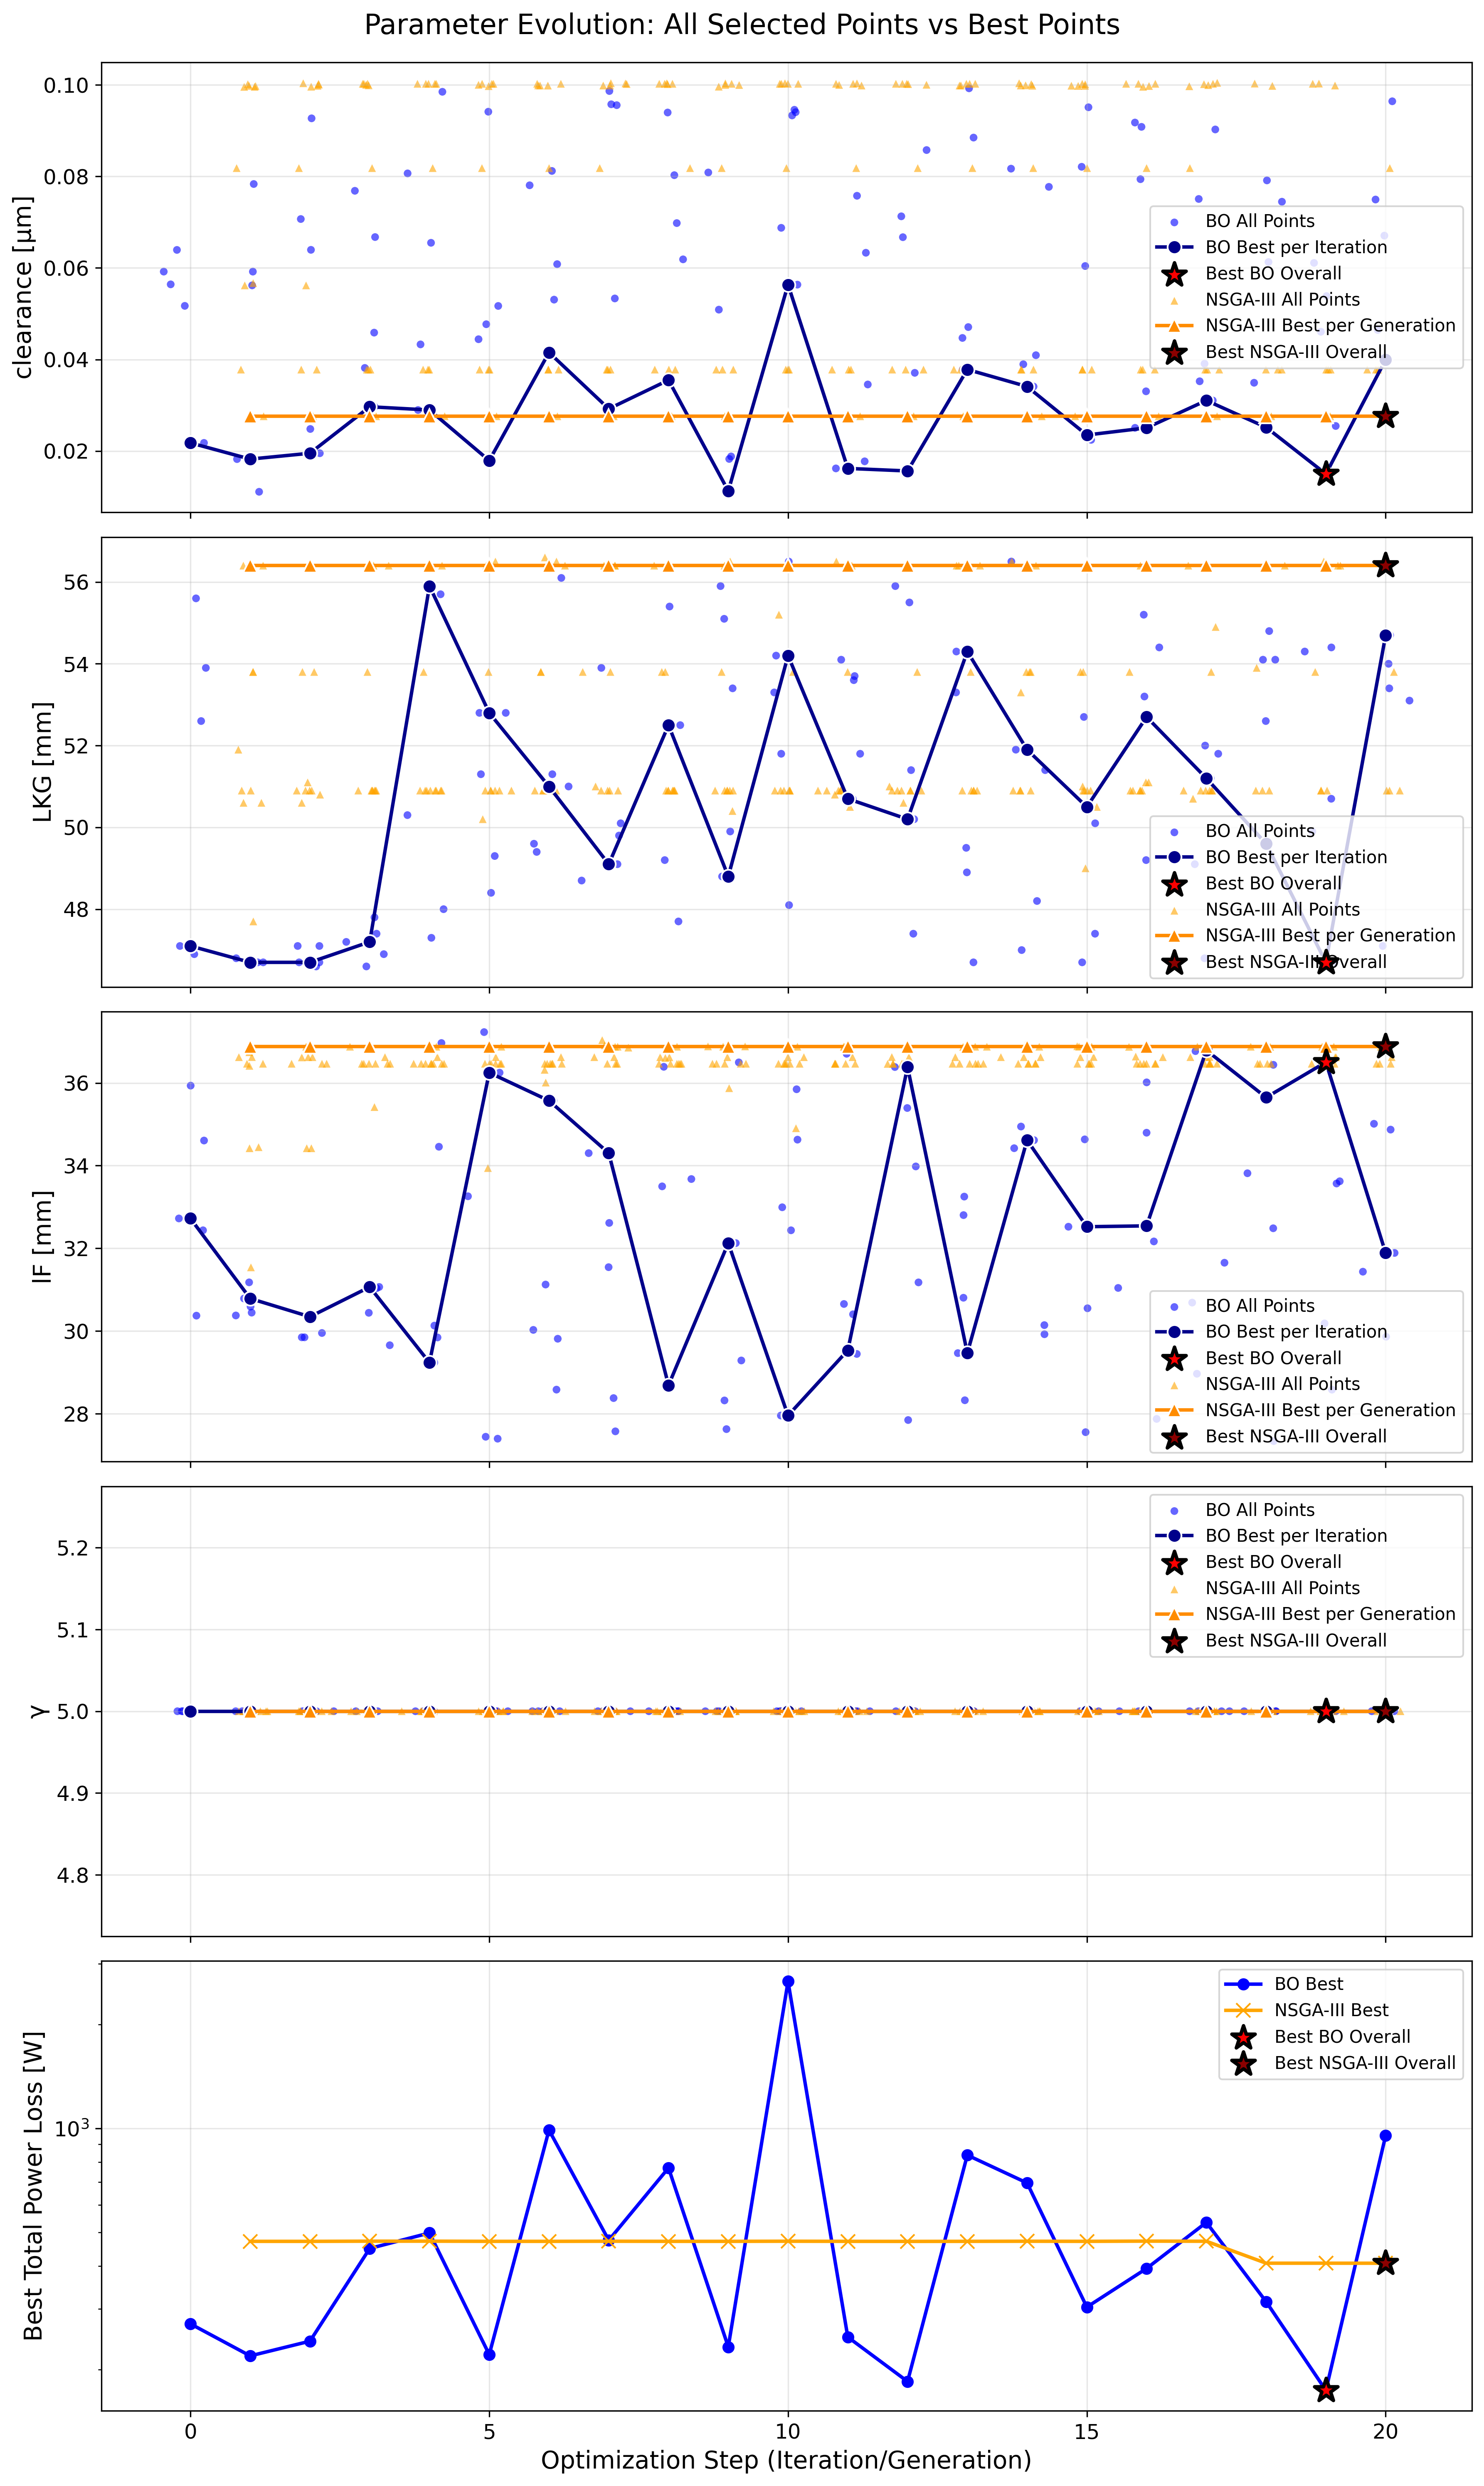 Parameter Evolution: All Selected Points vs Best Points
0.10
0.08
0.06
0.04
0.02
clearance [μm]
BO All Points
BO Best per Iteration
Best BO Overall
NSGA-III All Points
NSGA-III Best per Generation
Best NSGA-III Overall
56
54
52
50
48
LKG [mm]
BO All Points
BO Best per Iteration
Best BO Overall
NSGA-III All Points
NSGA-III Best per Generation
Best NSGA-III Overall
36
34
32
30
28
lF [mm]
BO All Points
BO Best per Iteration
Best BO Overall
NSGA-III All Points
NSGA-III Best per Generation
Best NSGA-III Overall
5.2
5.1
5.0
4.9
4.8
γ
BO All Points
BO Best per Iteration
Best BO Overall
NSGA-III All Points
NSGA-III Best per Generation
Best NSGA-III Overall
10³
Best Total Power Loss [W]
BO Best
NSGA-III Best
Best BO Overall
Best NSGA-III Overall
0 5 10 15 20
Optimization Step (Iteration/Generation)